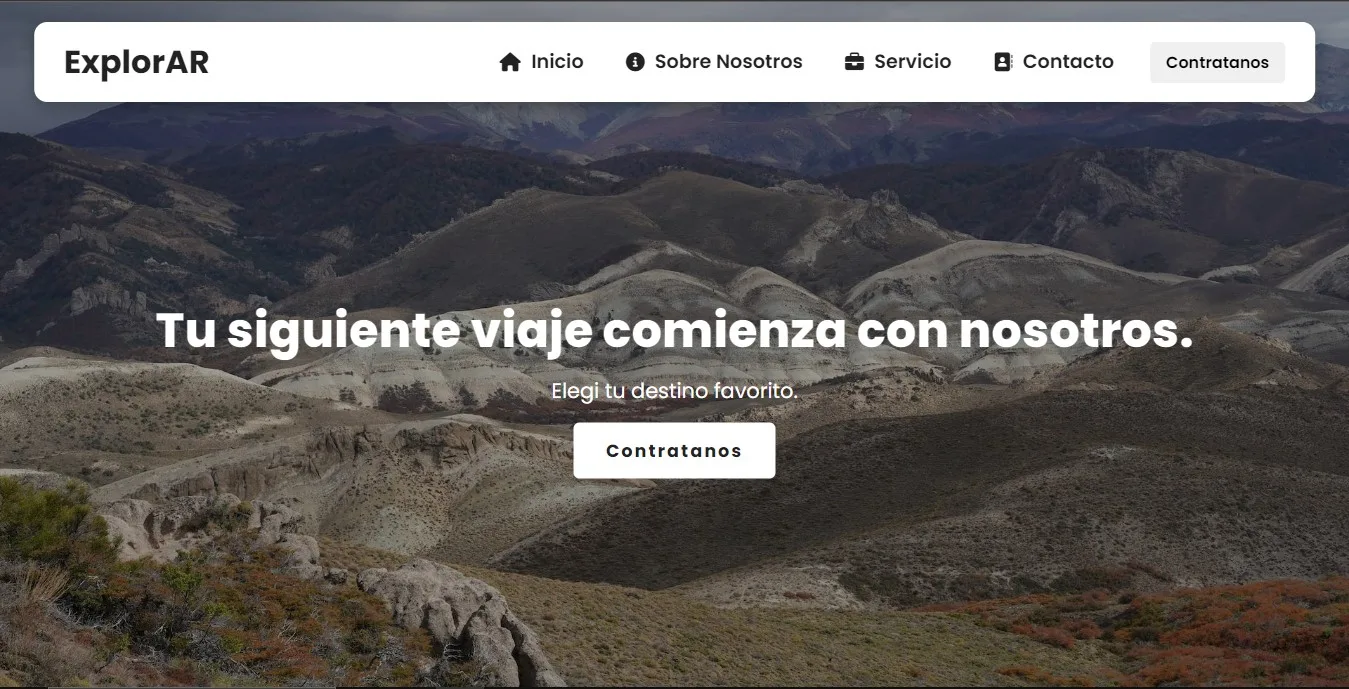 ExplorAR
Inicio
Sobre Nosotros
Servicio
Contacto
Contratanos
Tu siguiente viaje comienza con nosotros.
Elegi tu destino favorito.
Contratanos